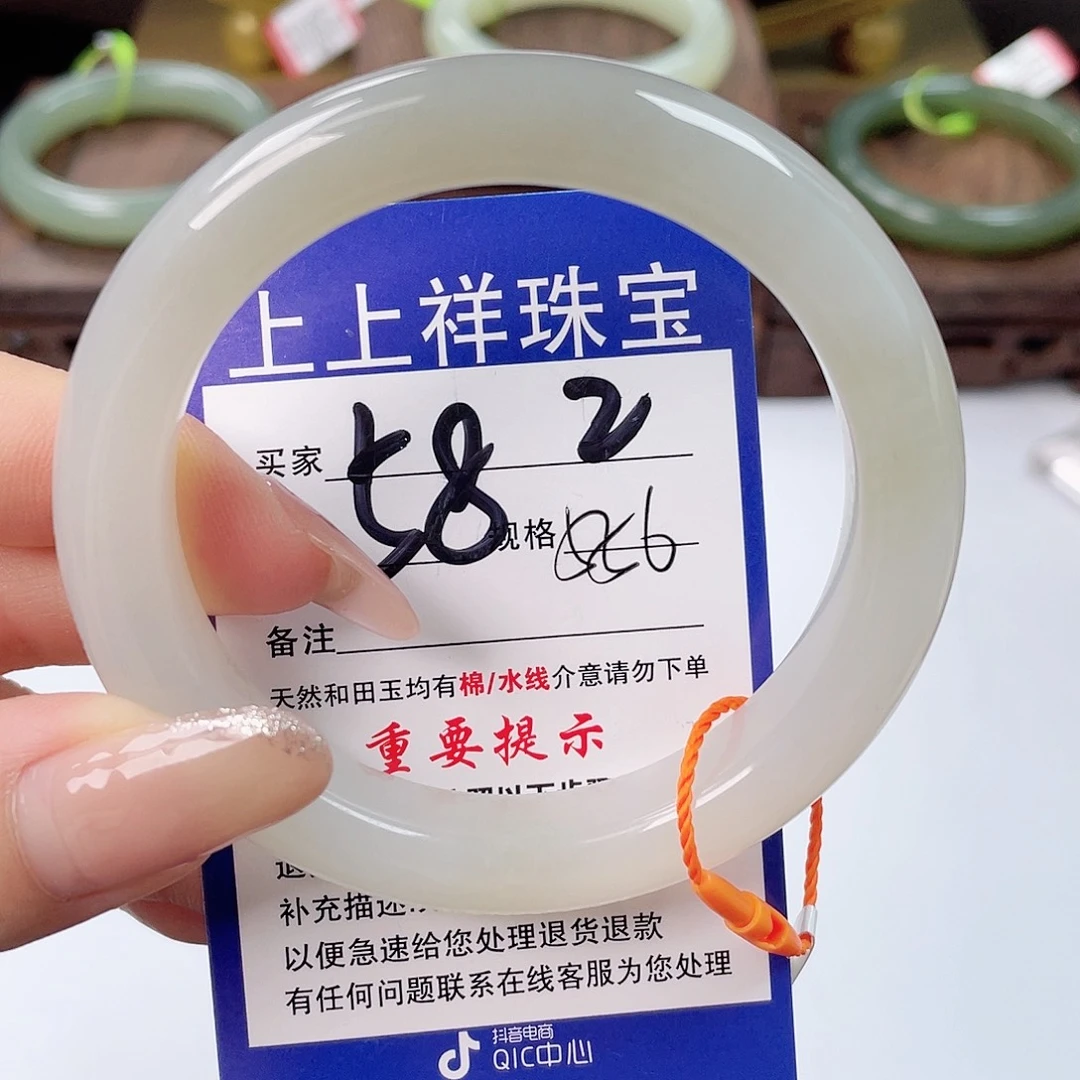 上上祥珠宝
买家 58 2
规格
备注
天然和田玉均有棉/水线介意请勿下单
重要提示
补充描述
以便急速给您处理退货退款
有任何问题联系在线客服为您处理
抖音电商
QIC中心